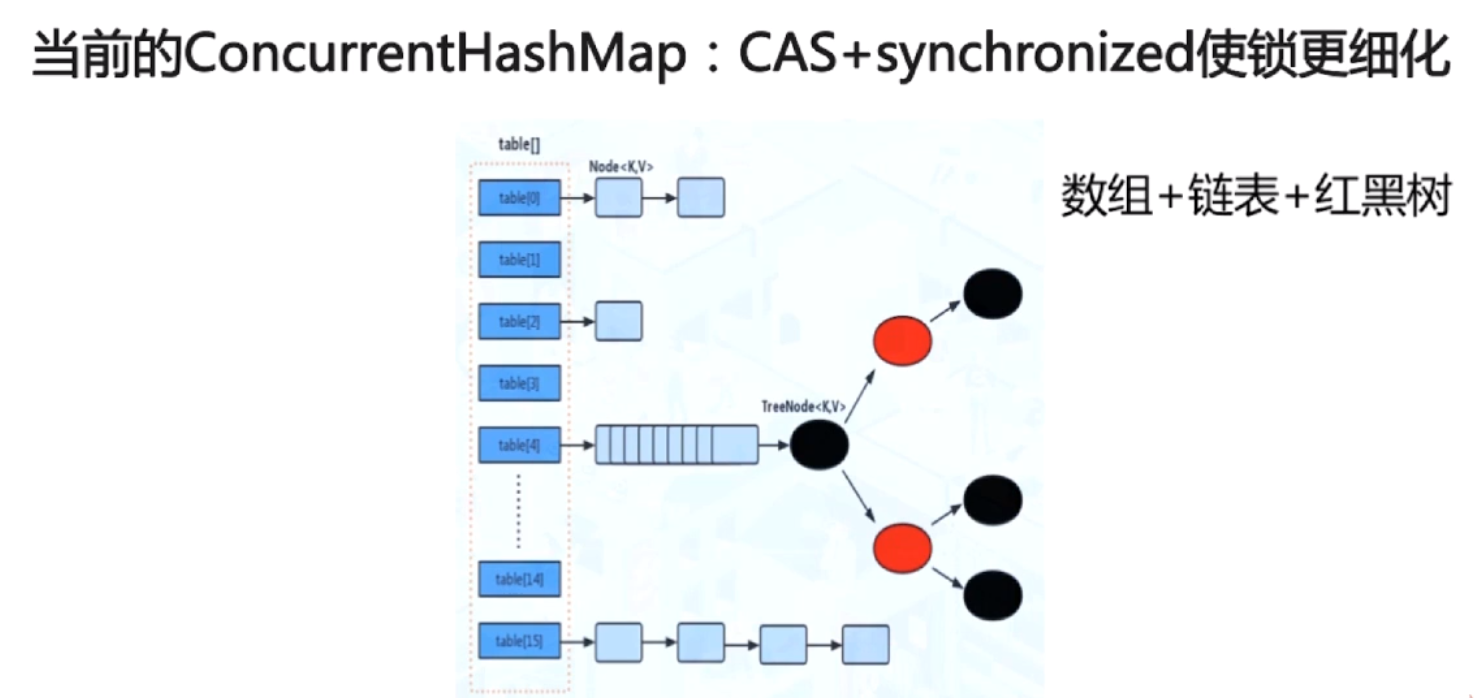 当前的ConcurrentHashMap：CAS+synchronized使锁更细化
table[]
Node<K,V>
table[0]
数组+链表+红黑树
table[1]
table[2]
table[3]
TreeNode<K,V>
table[4]
table[14]
table[15]